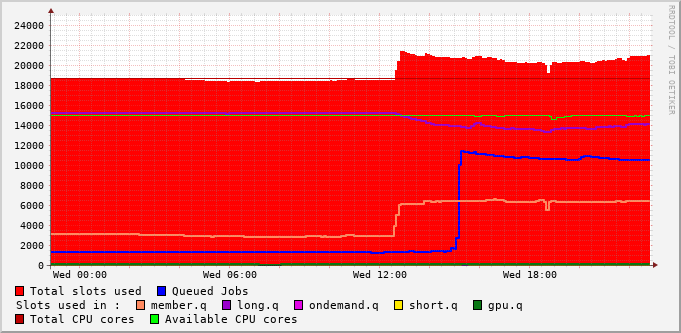 24000
22000
20000
18000
16000
14000
12000
10000
8000
6000
4000
2000
0
Wed 00:00 Wed 06:00 Wed 12:00 Wed 18:00
RRDTOOL / TOBI OETIKER
Total slots used Queued Jobs
Slots used in : member.q long.q ondemand.q short.q gpu.q
Total CPU cores Available CPU cores